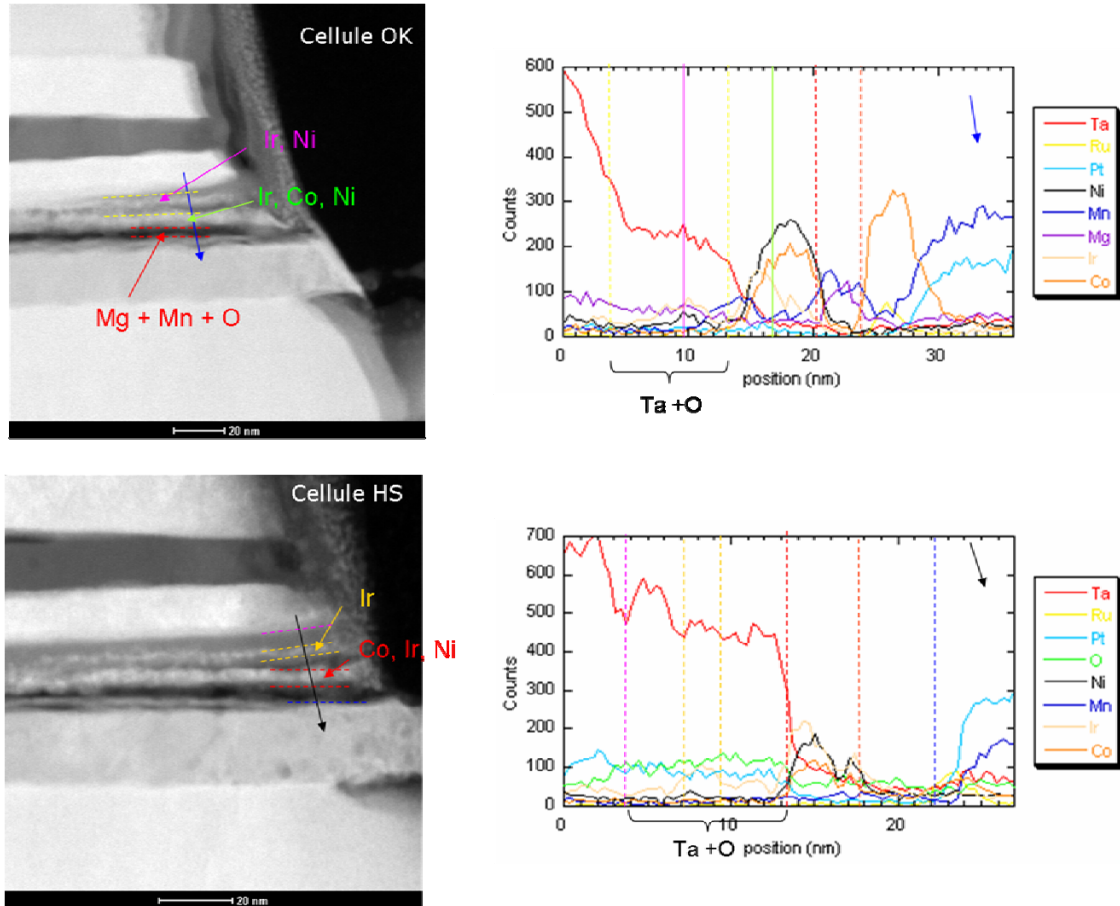 Cellule OK
Ir, Ni
Ir, Co, Ni
Mg + Mn + O
20 nm
600
500
400
300
200
100
0
Counts
0 10 20 30
position (nm)
Ta +O
Ta
Ru
Pt
Ni
Mn
Mg
Ir
Co
Cellule HS
Ir
Co, Ir, Ni
20 nm
700
600
500
400
300
200
100
0
Counts
0 10 20
Ta +O position (nm)
Ta
Ru
Pt
O
Ni
Mn
Ir
Co